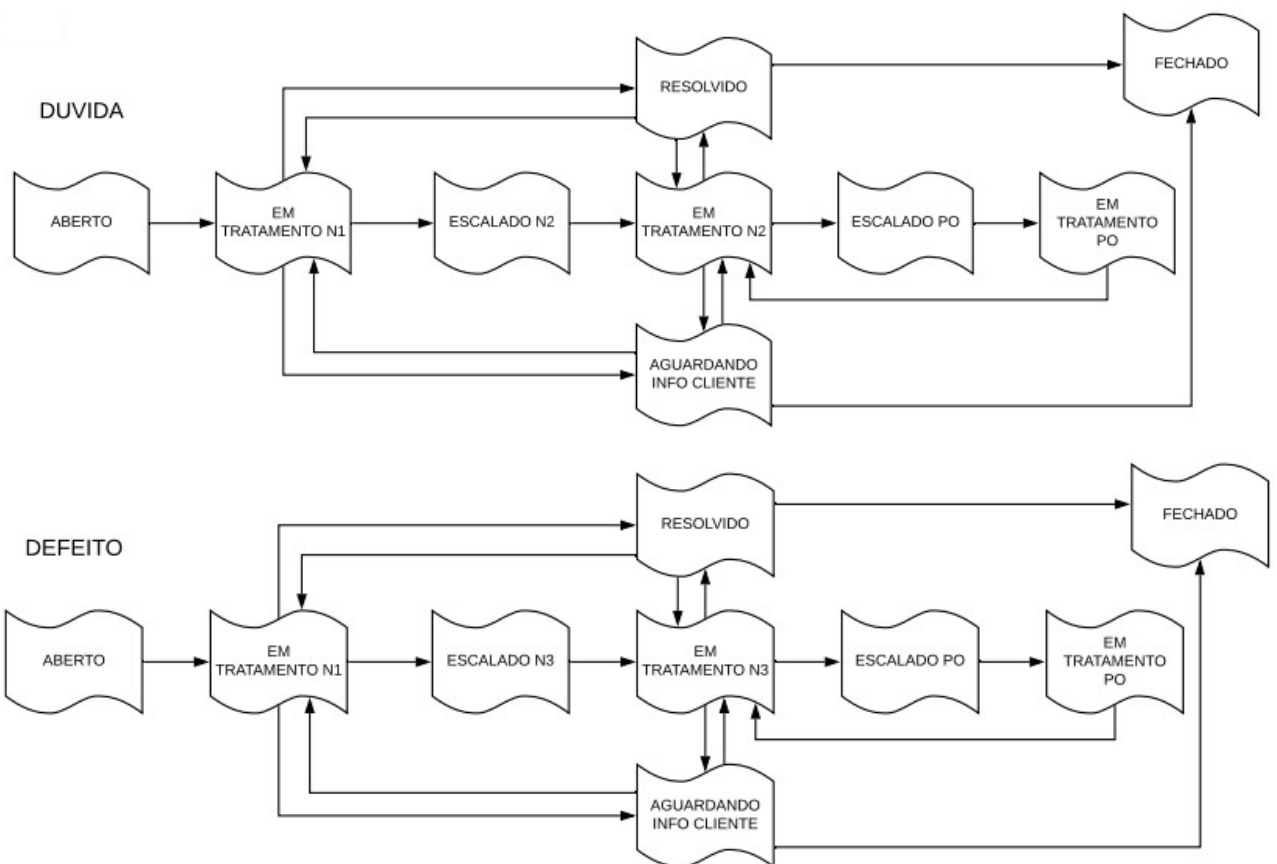 DUVIDA
RESOLVIDO
FECHADO
ABERTO
EM
TRATAMENTO N1
ESCALADO N2
EM
TRATAMENTO N2
ESCALADO PO
EM
TRATAMENTO
PO
AGUARDANDO
INFO CLIENTE
DEFEITO
RESOLVIDO
FECHADO
ABERTO
EM
TRATAMENTO N1
ESCALADO N3
EM
TRATAMENTO N3
ESCALADO PO
EM
TRATAMENTO
PO
AGUARDANDO
INFO CLIENTE